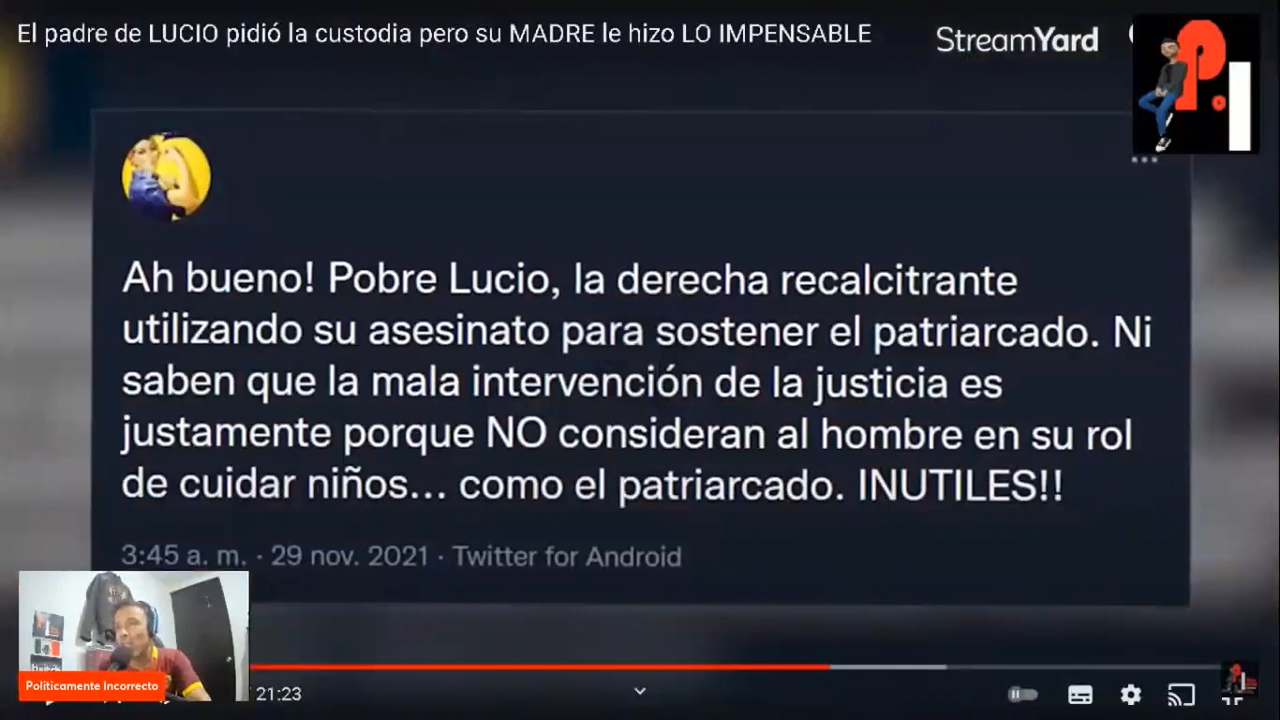 El padre de LUCIO pidió la custodia pero su MADRE le hizo LO IMPENSABLE
StreamYard
P.I
Ah bueno! Pobre Lucio, la derecha recalcitrante
utilizando su asesinato para sostener el patriarcado. Ni
saben que la mala intervención de la justicia es
justamente porque NO consideran al hombre en su rol
de cuidar niños... como el patriarcado. INUTILES!!
3:45 a. m. · 29 nov. 2021 · Twitter for Android
Políticamente Incorrecto
21:23